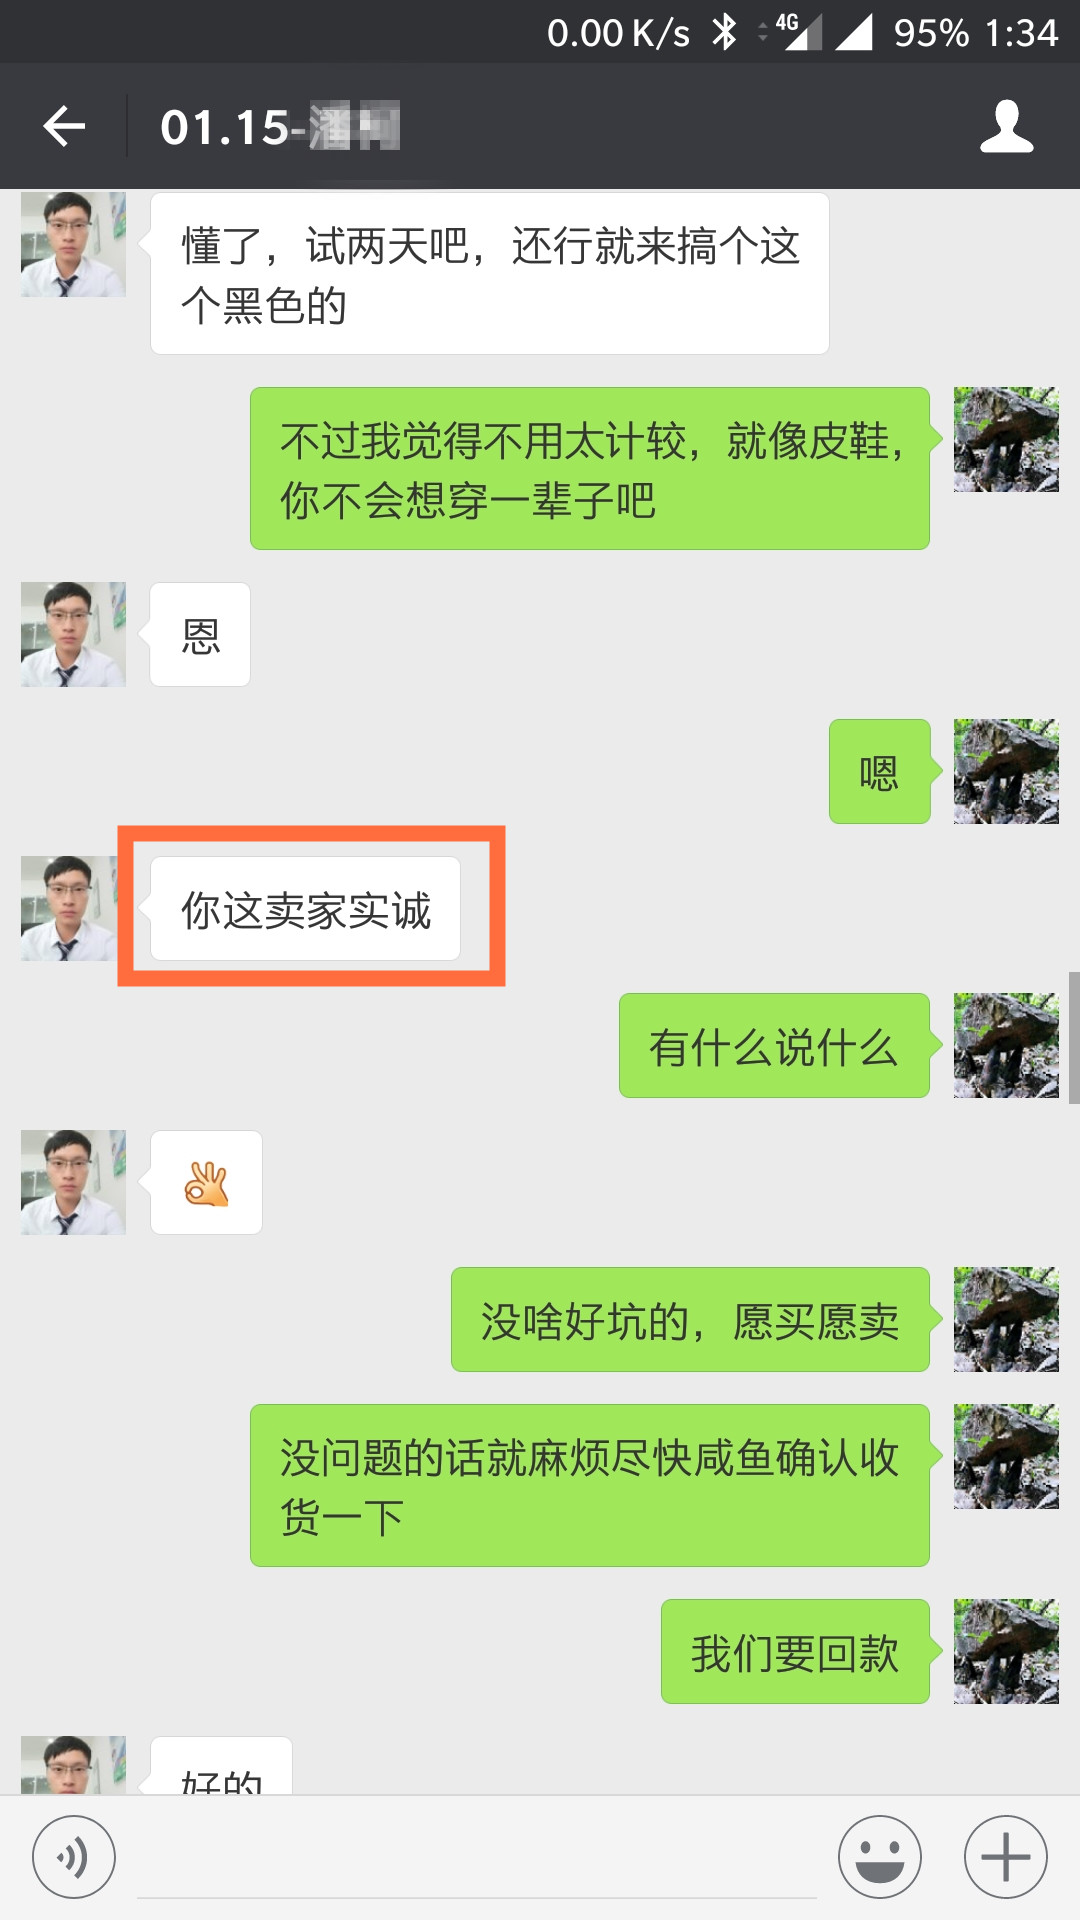 0.00 K/s 4G 95% 1:34
01.15-
懂了，试两天吧，还行就来搞个这
个黑色的
不过我觉得不用太计较，就像皮鞋，
你不会想穿一辈子吧
恩
嗯
你这卖家实诚
有什么说什么
没啥好坑的，愿买愿卖
没问题的话就麻烦尽快咸鱼确认收
货一下
我们要回款
好的